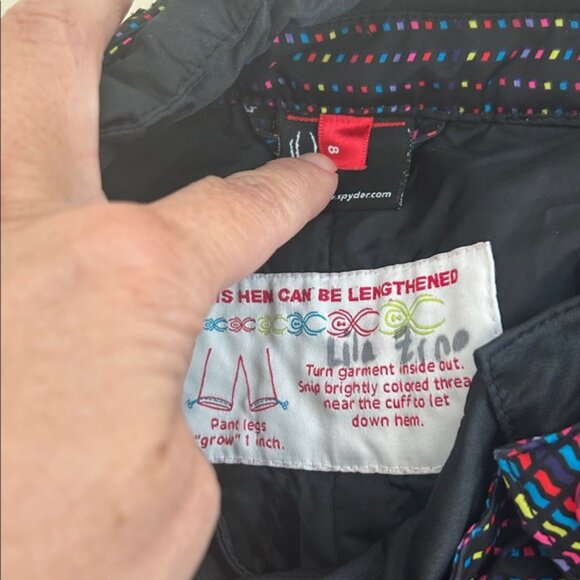 8
.spyder.com
IS HEM CAN BE LENGTHENED
Lila
Turn garment inside out.
Snip brightly colored threa
near the cuff to let
down hem.
Pant legs
"grow" 1 inch.